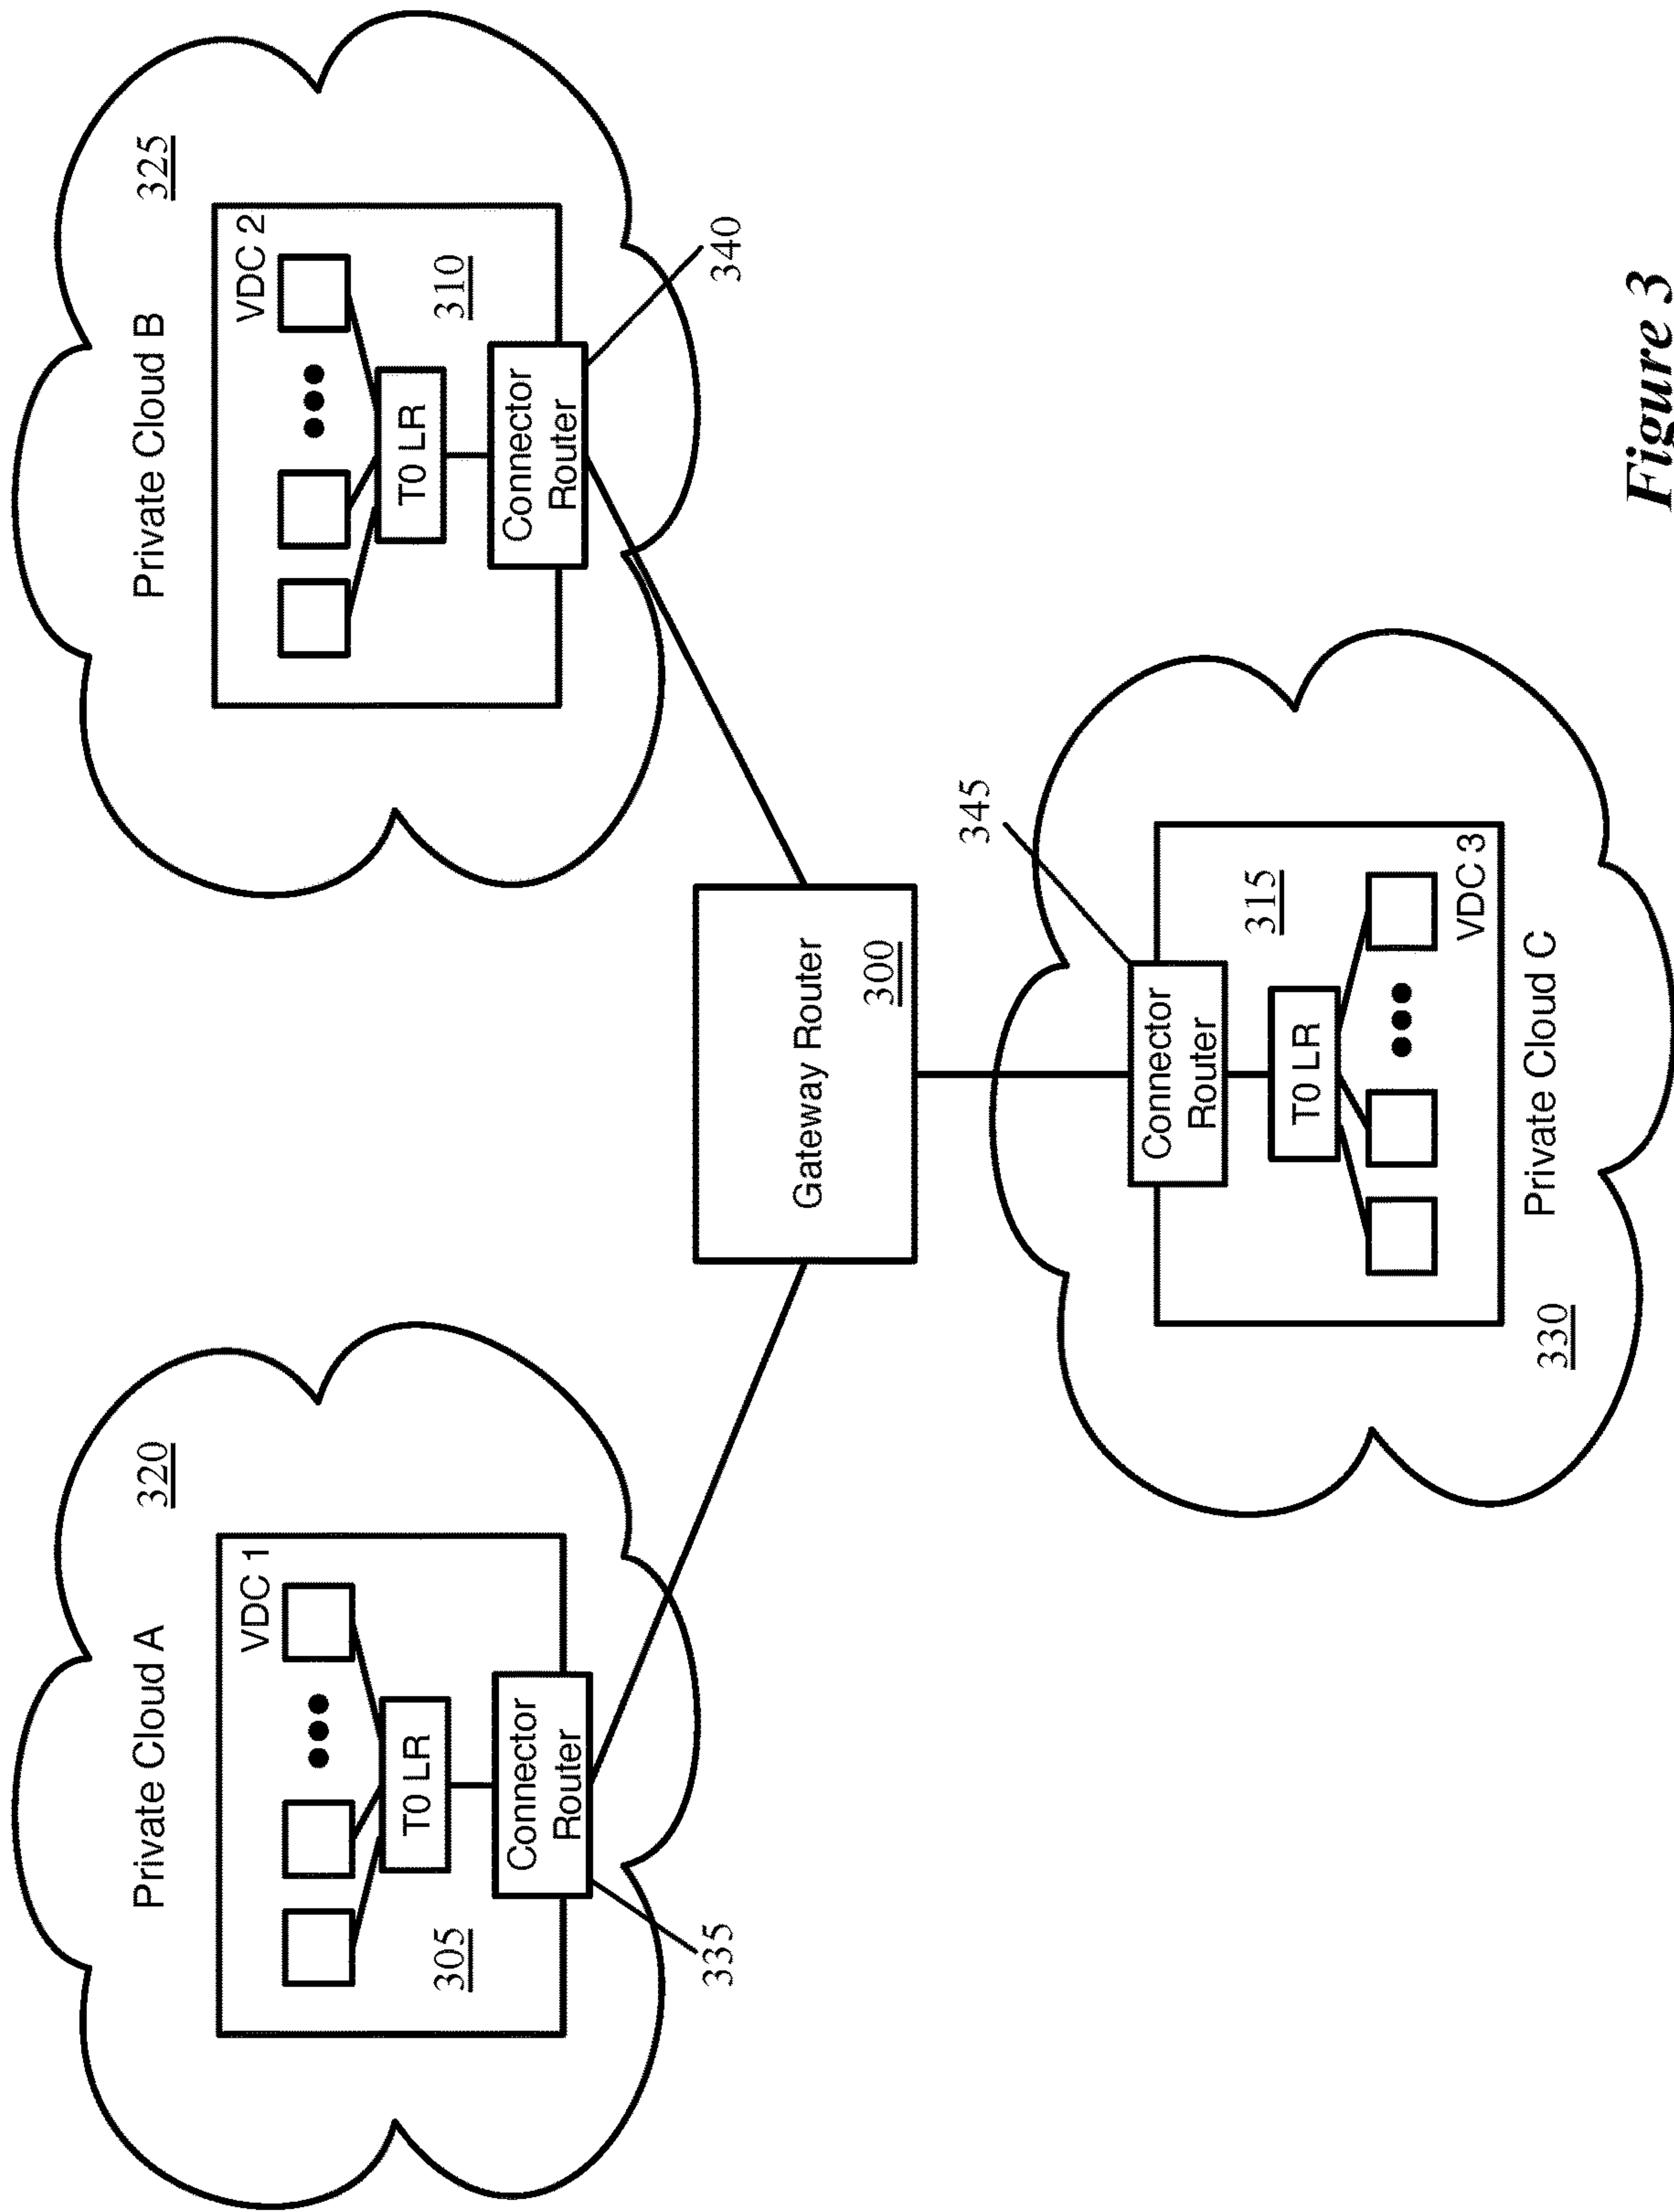 Private Cloud A
320
VDC 1
T0 LR
305
Connector
Router
335
Private Cloud B
325
VDC 2
T0 LR
310
Connector
Router
340
Gateway Router
300
345
Connector
Router
315
T0 LR
VDC 3
Private Cloud C
330
Figure 3